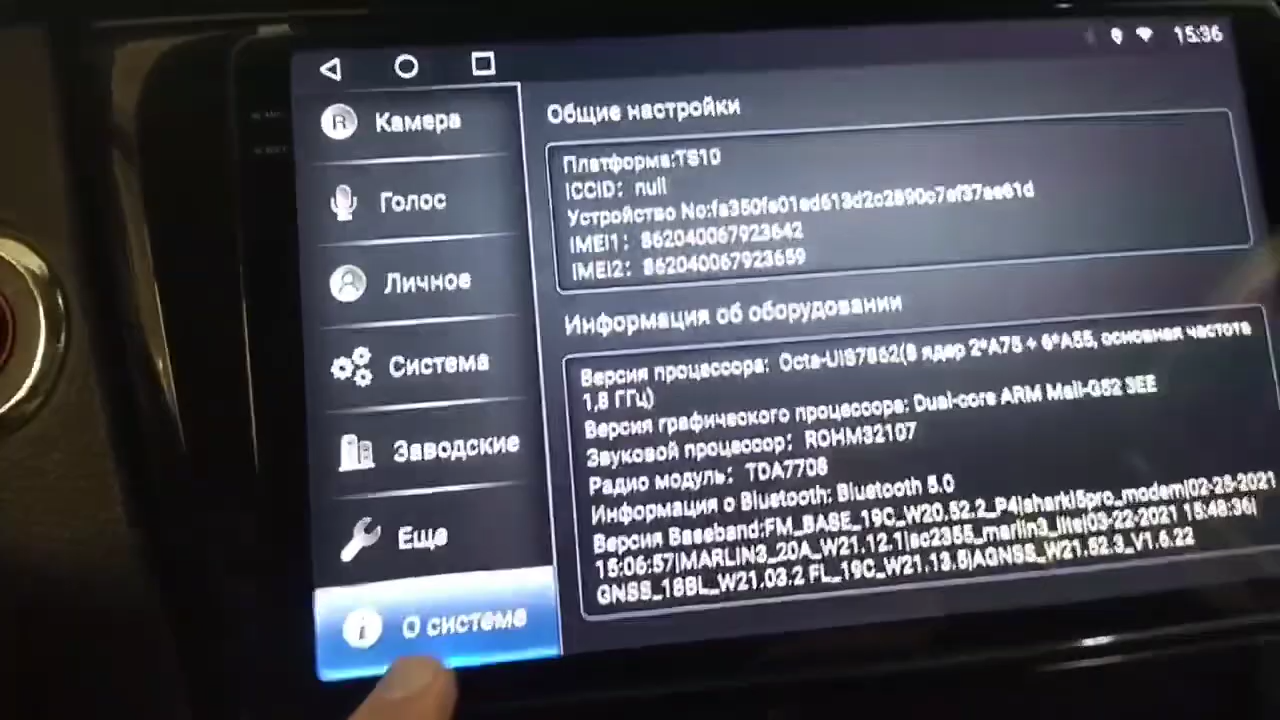 15:36
Камера
Голос
Личное
Система
Заводские
Еще
О системе
Общие настройки
Платформа:TS10
ICCID: null
Устройство No:fa350fe01ed613d2c2890c7ef37ae61d
IMEI1: 862040067923642
IMEI2: 862040067923659
Информация об оборудовании
Версия процессора: Octa-UIS7862(8 ядер 2*A75 + 6*A55, основная частота
1,8 ГГц)
Версия графического процессора: Dual-core ARM Mali-G52 3EE
Звуковой процессор: ROHM32107
Радио модуль: TDA7708
Информация о Bluetooth: Bluetooth 5.0
Версия Baseband:FM_BASE_19C_W20.52.2_P4|sharkl5pro_modem|02-25-2021
15:06:57|MARLIN3_20A_W21.12.1|sc2355_marlin3_lite|03-22-2021 15:48:36|
GNSS_18BL_W21.03.2 FL_19C_W21.13.5|AGNSS_W21.52.3_V1.6.22